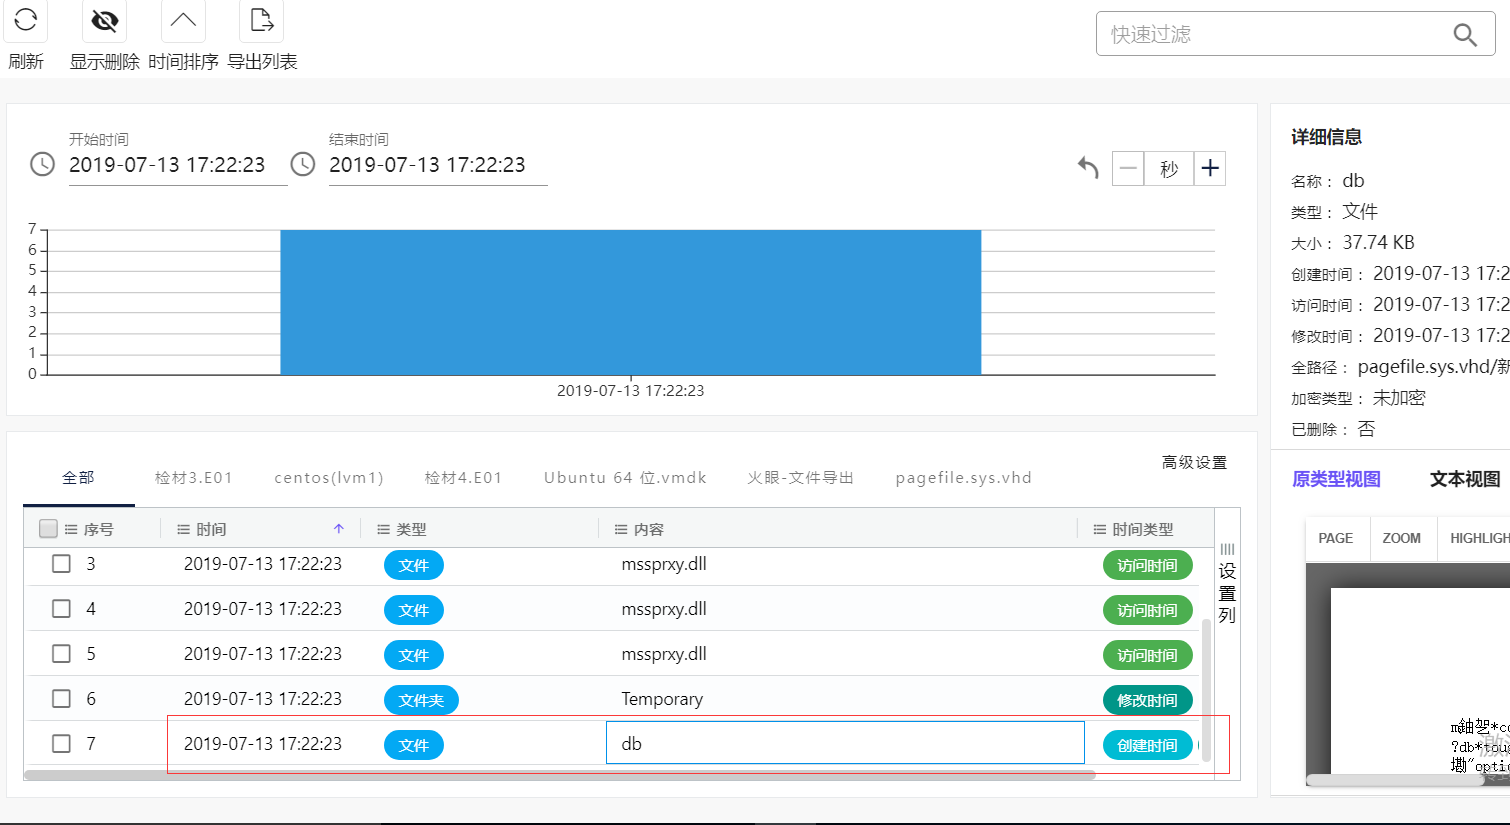 刷新 显示删除 时间排序 导出列表
快速过滤
开始时间 结束时间
2019-07-13 17:22:23 2019-07-13 17:22:23
秒
7
6
5
4
3
2
1
0
2019-07-13 17:22:23
全部 检材3.E01 centos(lvm1) 检材4.E01 Ubuntu 64 位.vmdk 火眼-文件导出 pagefile.sys.vhd
高级设置
序号 时间 类型 内容 时间类型
3 2019-07-13 17:22:23 文件 mssprxy.dll 访问时间
4 2019-07-13 17:22:23 文件 mssprxy.dll 访问时间
5 2019-07-13 17:22:23 文件 mssprxy.dll 访问时间
6 2019-07-13 17:22:23 文件夹 Temporary 修改时间
7 2019-07-13 17:22:23 文件 db 创建时间
设置列
详细信息
名称： db
类型： 文件
大小： 37.74 KB
创建时间： 2019-07-13 17:2
访问时间： 2019-07-13 17:2
修改时间： 2019-07-13 17:2
全路径： pagefile.sys.vhd/新
加密类型： 未加密
已删除： 否
原类型视图 文本视图
PAGE ZOOM HIGHLIGH
?db*toug
"optio